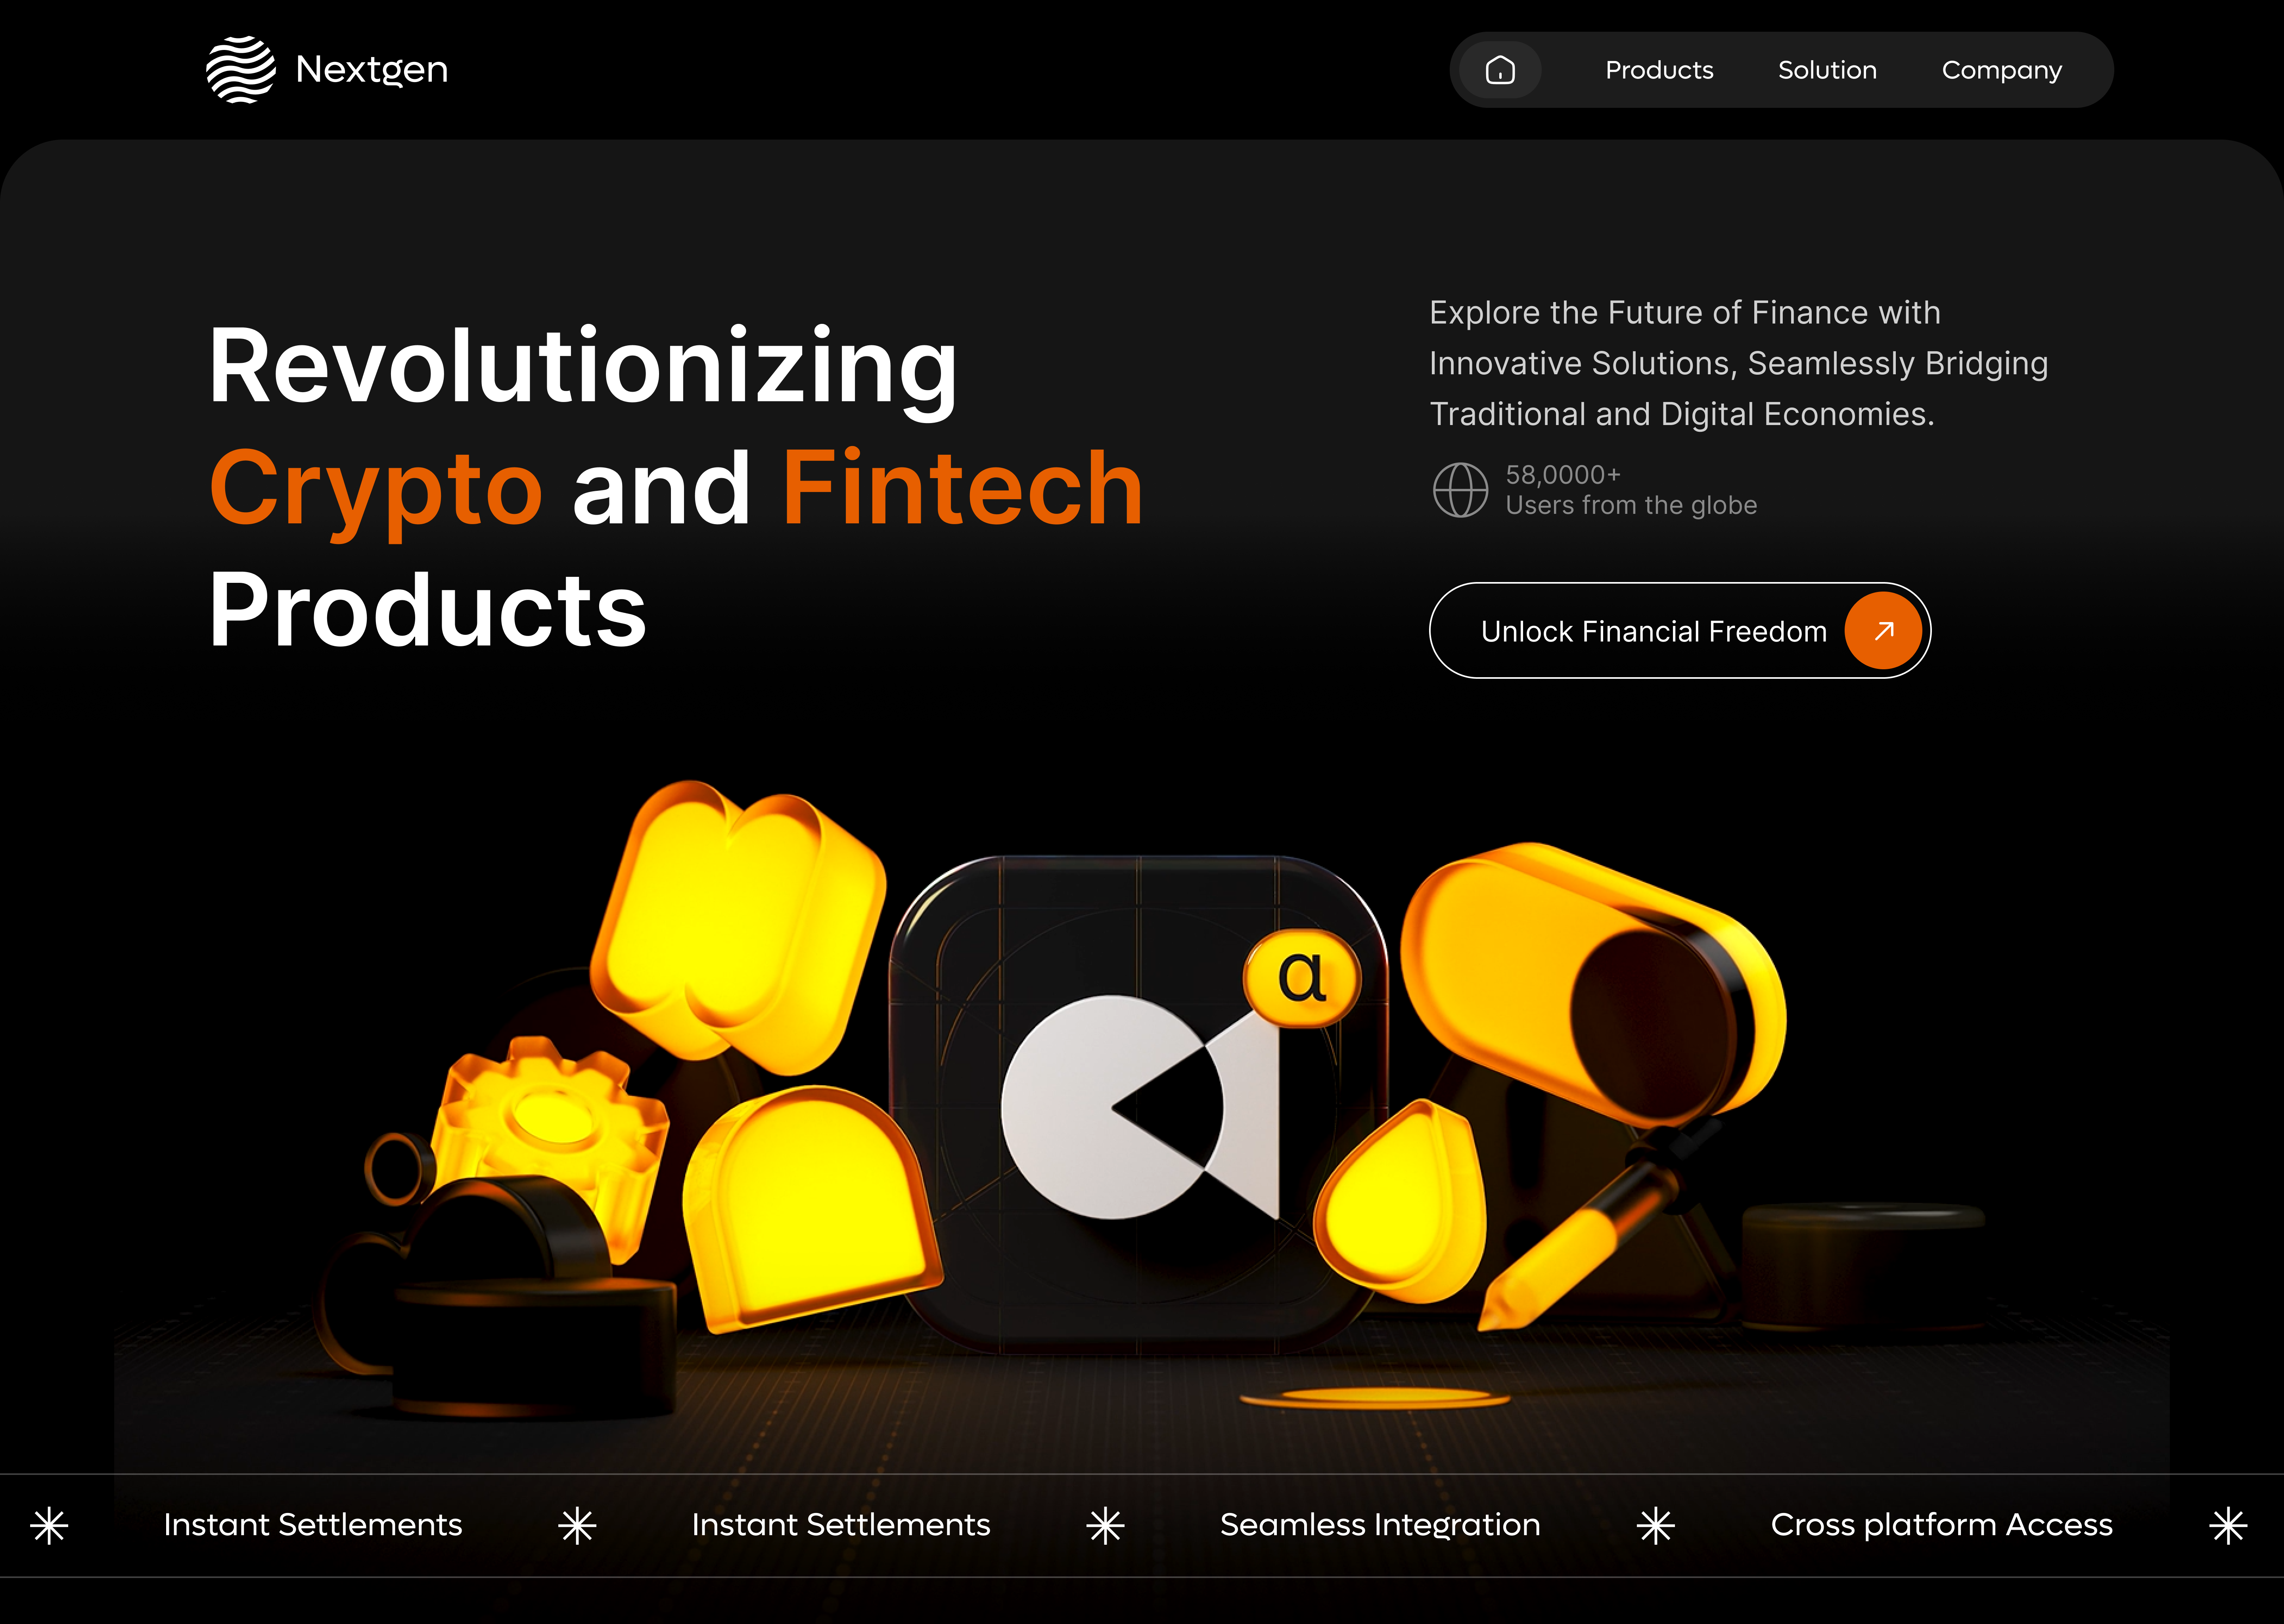 Nextgen
Products Solution Company
Revolutionizing
Crypto and Fintech
Products
Explore the Future of Finance with
Innovative Solutions, Seamlessly Bridging
Traditional and Digital Economies.
58,0000+
Users from the globe
Unlock Financial Freedom
α
Instant Settlements Instant Settlements Seamless Integration Cross platform Access